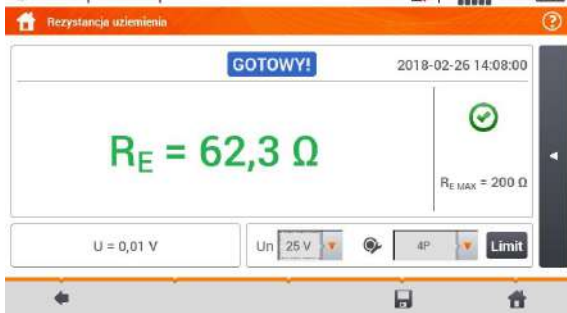 Rezystancja uziemienia
GOTOWY!
2018-02-26 14:08:00
RE = 62,3 Ω
RE MAX = 200 Ω
U = 0,01 V
Un 25 V 4P Limit